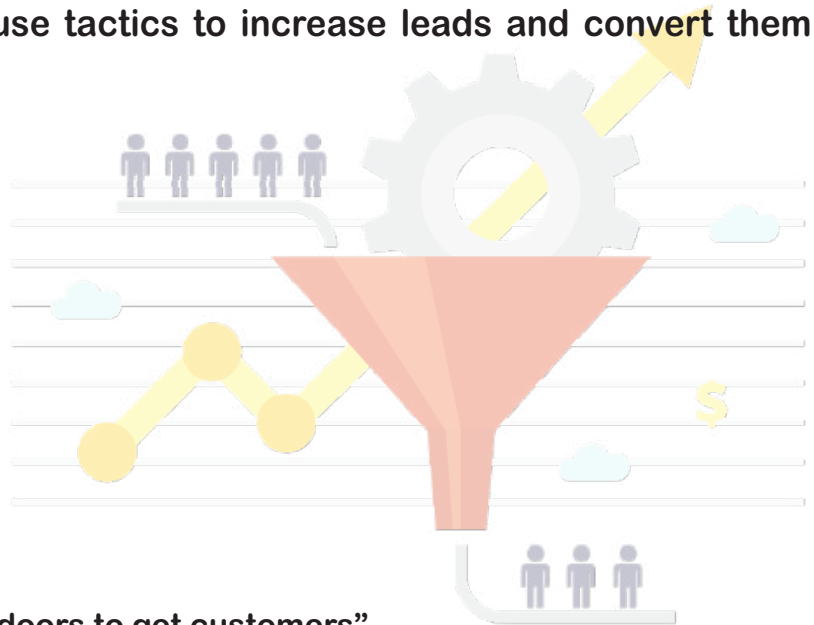 use tactics to increase leads and convert them
$
doors to get customers”